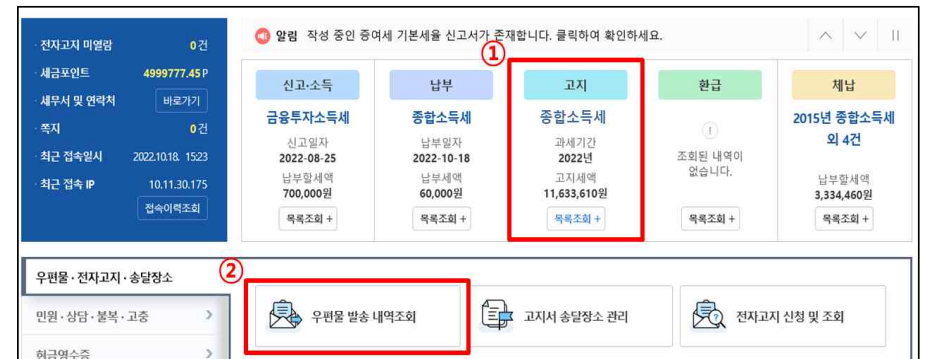 전자고지 미열람 0건
세금포인트 4999777.45 P
세무서 및 연락처 바로가기
쪽지 0건
최근 접속일시 2022.10.18. 15:23
최근 접속 IP 10.11.30.175
접속이력조회
알림 작성 중인 증여세 기본세율 신고서가 존재합니다. 클릭하여 확인하세요.
①
신고·소득
금융투자소득세
신고일자
2022-08-25
납부할세액
700,000원
목록조회 +
납부
종합소득세
납부일자
2022-10-18
납부세액
60,000원
목록조회 +
고지
종합소득세
과세기간
2022년
고지세액
11,633,610원
목록조회 +
환급
조회된 내역이
없습니다.
목록조회 +
체납
2015년 종합소득세
외 4건
납부할세액
3,334,460원
목록조회 +
우편물·전자고지·송달장소
민원·상담·불복·고충
현금영수증
②
우편물 발송 내역조회
고지서 송달장소 관리
전자고지 신청 및 조회